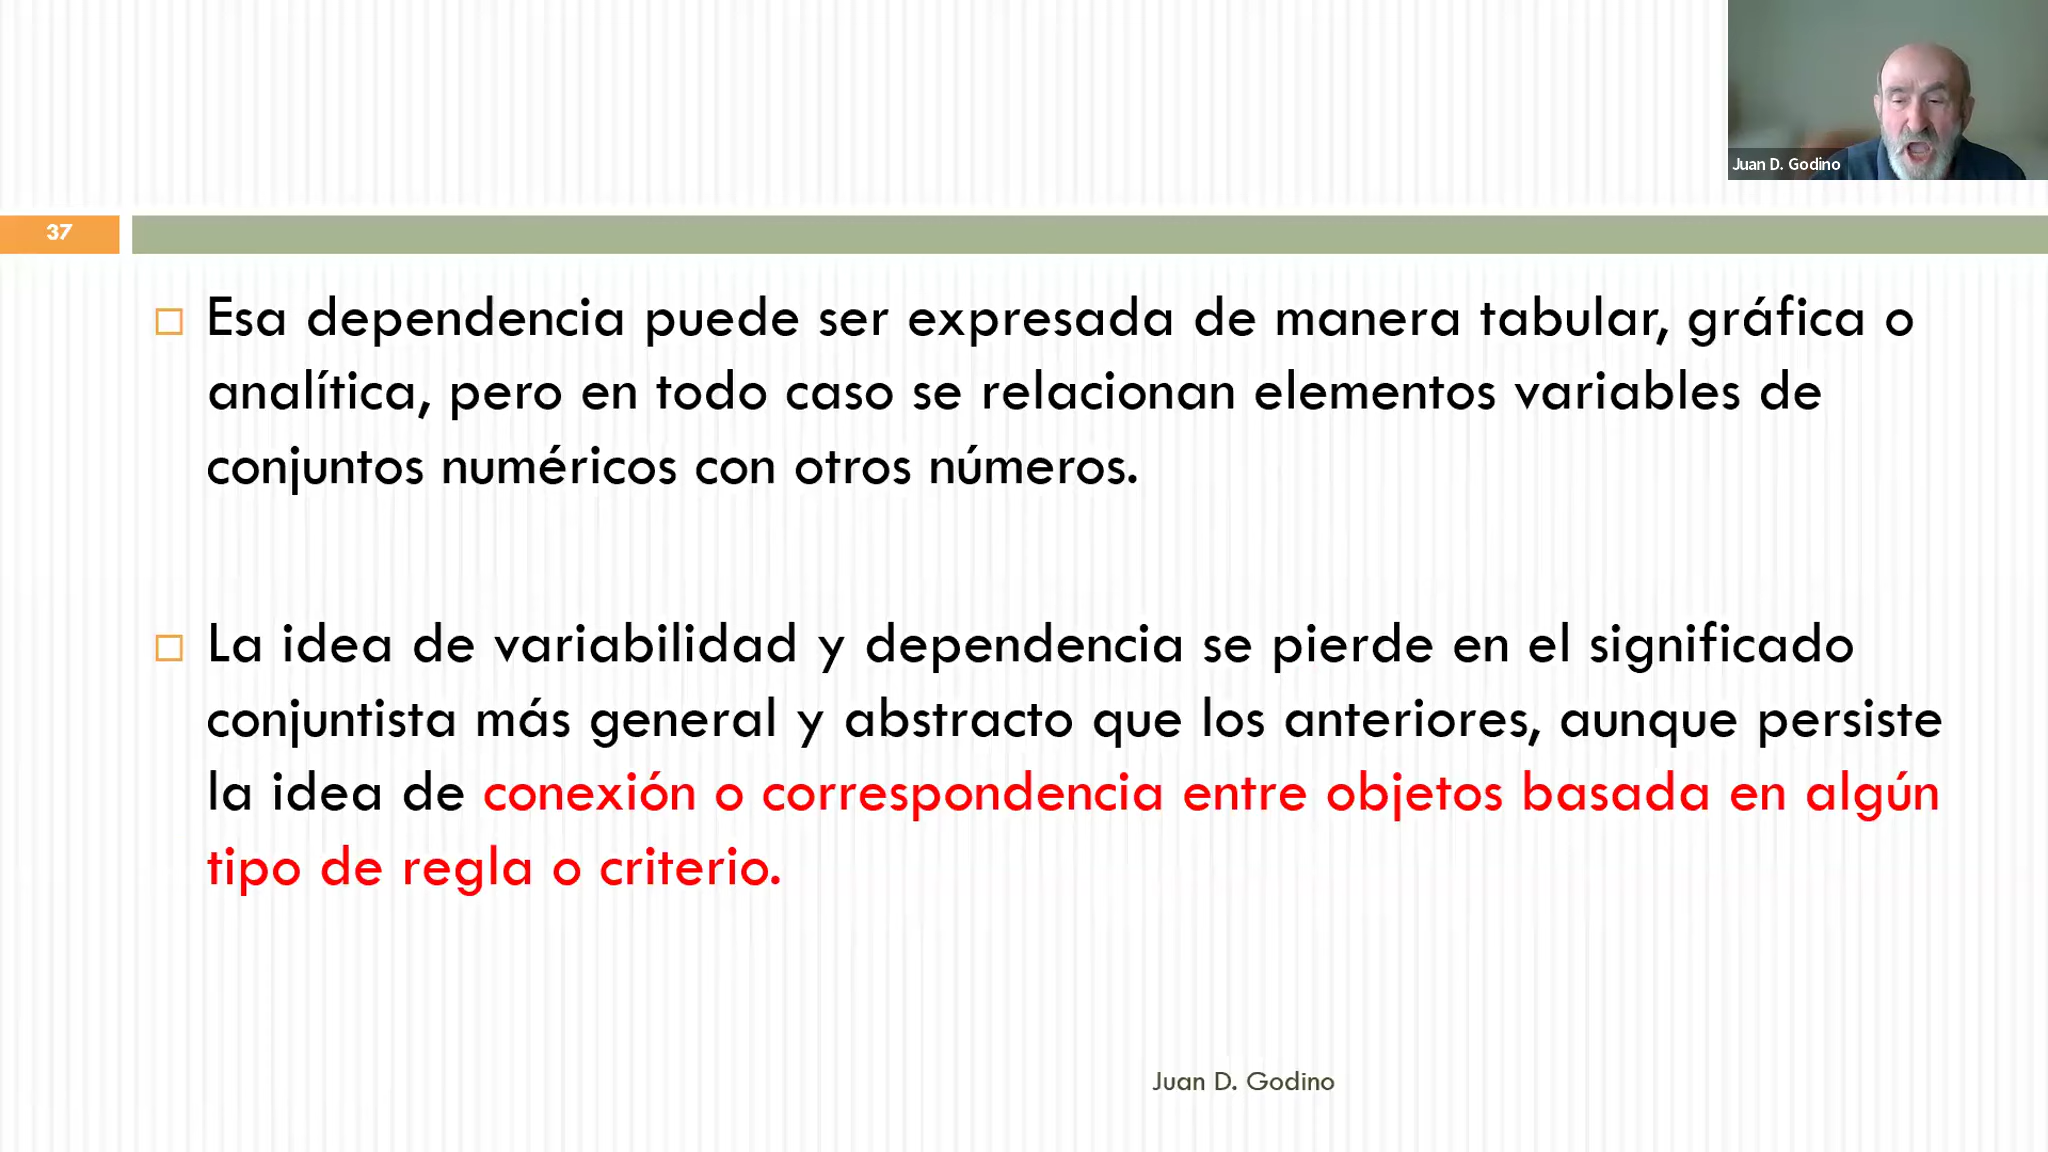 Juan D. Godino
37
Esa dependencia puede ser expresada de manera tabular, gráfica o
analítica, pero en todo caso se relacionan elementos variables de
conjuntos numéricos con otros números.
La idea de variabilidad y dependencia se pierde en el significado
conjuntista más general y abstracto que los anteriores, aunque persiste
la idea de conexión o correspondencia entre objetos basada en algún
tipo de regla o criterio.
Juan D. Godino